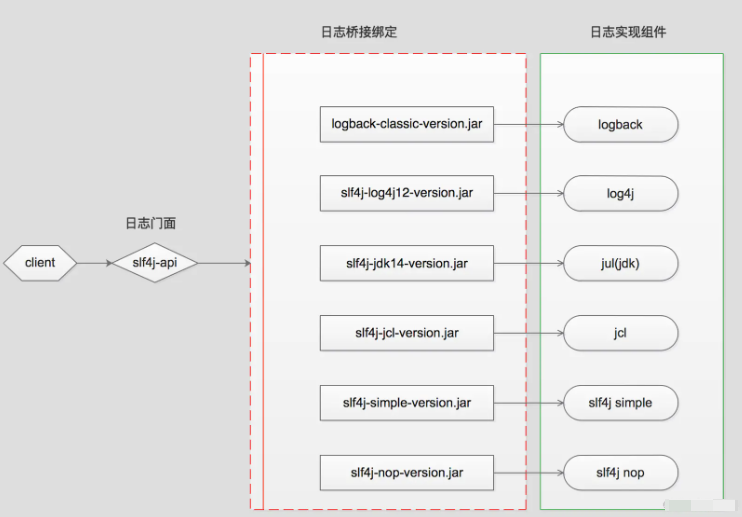 日志桥接绑定
日志实现组件
logback-classic-version.jar
logback
slf4j-log4j12-version.jar
log4j
日志门面
client
slf4j-api
slf4j-jdk14-version.jar
jul(jdk)
slf4j-jcl-version.jar
jcl
slf4j-simple-version.jar
slf4j simple
slf4j-nop-version.jar
slf4j nop